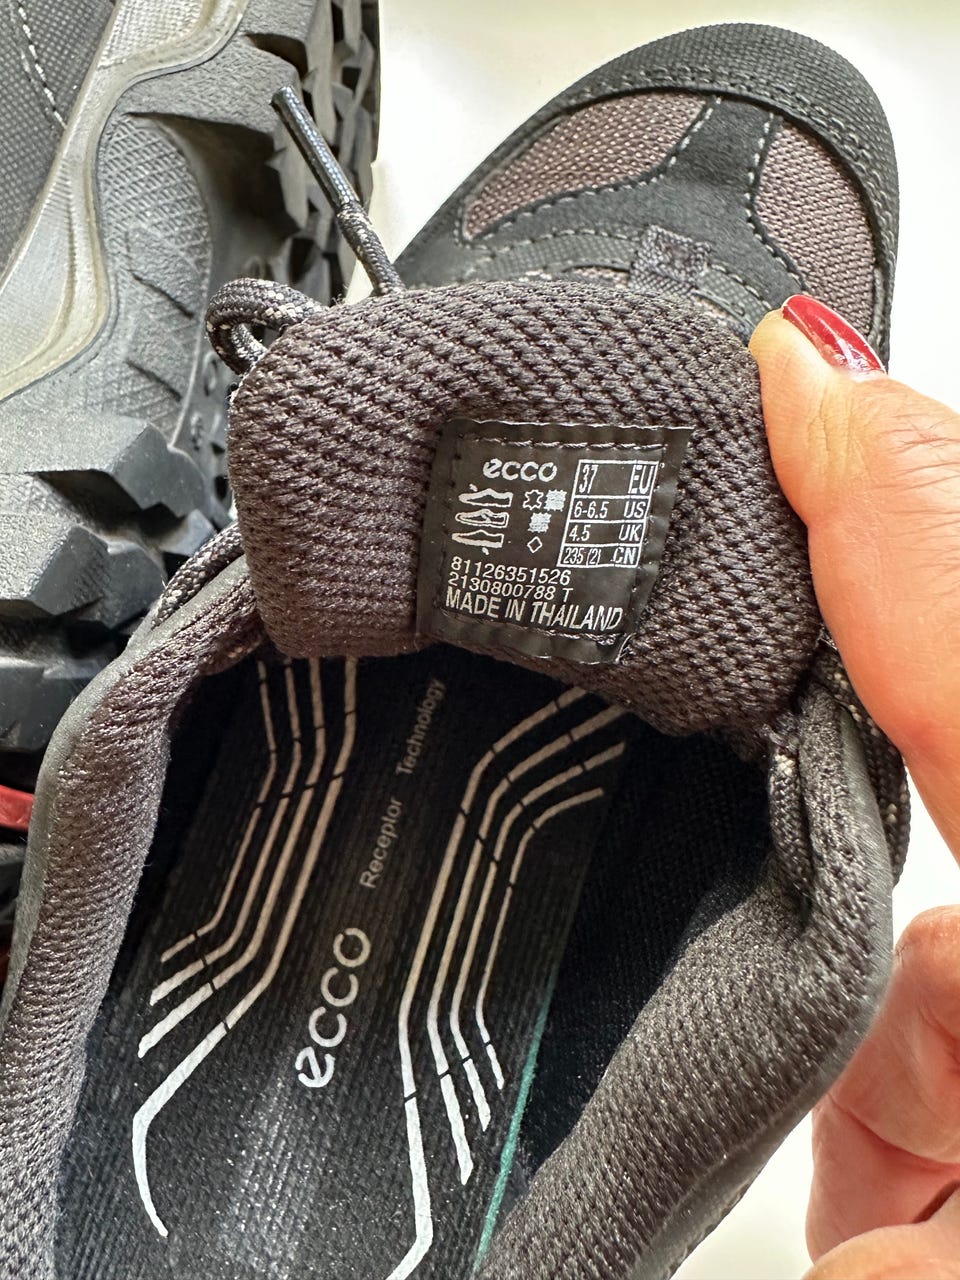 ecco
37 EU
6-6.5 US
4.5 UK
235 (2) CN
81126351526
2130800788 T
MADE IN THAILAND
Receptor Technology
ecco